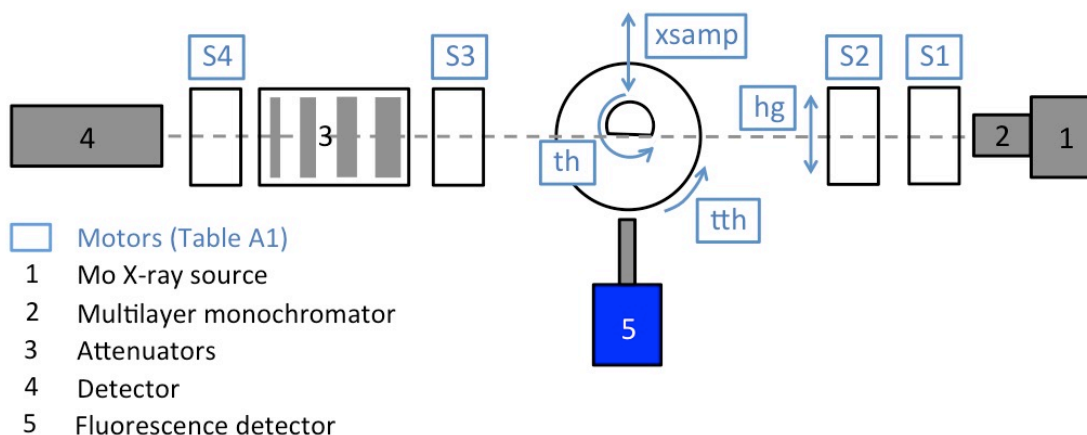 xsamp
S4
S3
S2
S1
hg
4
3
2
1
th
tth
5
Motors (Table A1)
1 Mo X-ray source
2 Multilayer monochromator
3 Attenuators
4 Detector
5 Fluorescence detector